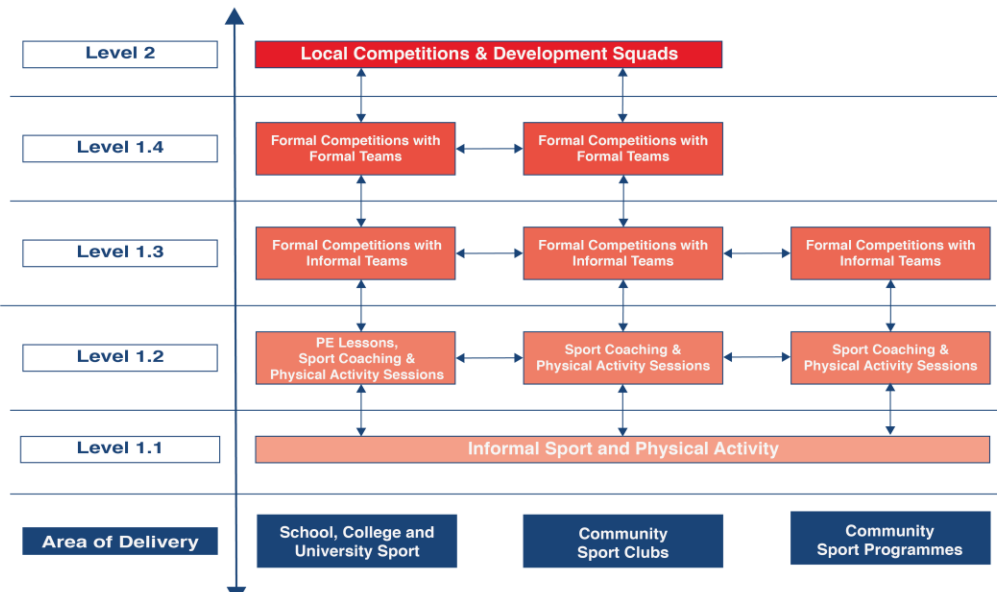 Level 2
Local Competitions & Development Squads
Level 1.4
Formal Competitions with
Formal Teams
Formal Competitions with
Formal Teams
Level 1.3
Formal Competitions with
Informal Teams
Formal Competitions with
Informal Teams
Formal Competitions with
Informal Teams
Level 1.2
PE Lessons,
Sport Coaching &
Physical Activity Sessions
Sport Coaching &
Physical Activity Sessions
Sport Coaching &
Physical Activity Sessions
Level 1.1
Informal Sport and Physical Activity
Area of Delivery
School, College and
University Sport
Community
Sport Clubs
Community
Sport Programmes